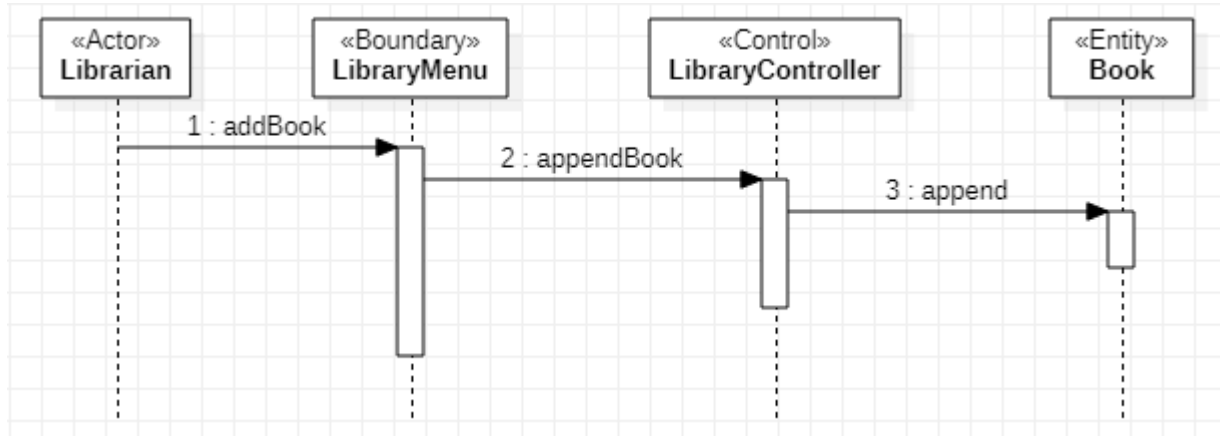 «Actor»
Librarian
«Boundary»
LibraryMenu
«Control»
LibraryController
«Entity»
Book
1 : addBook
2 : appendBook
3 : append